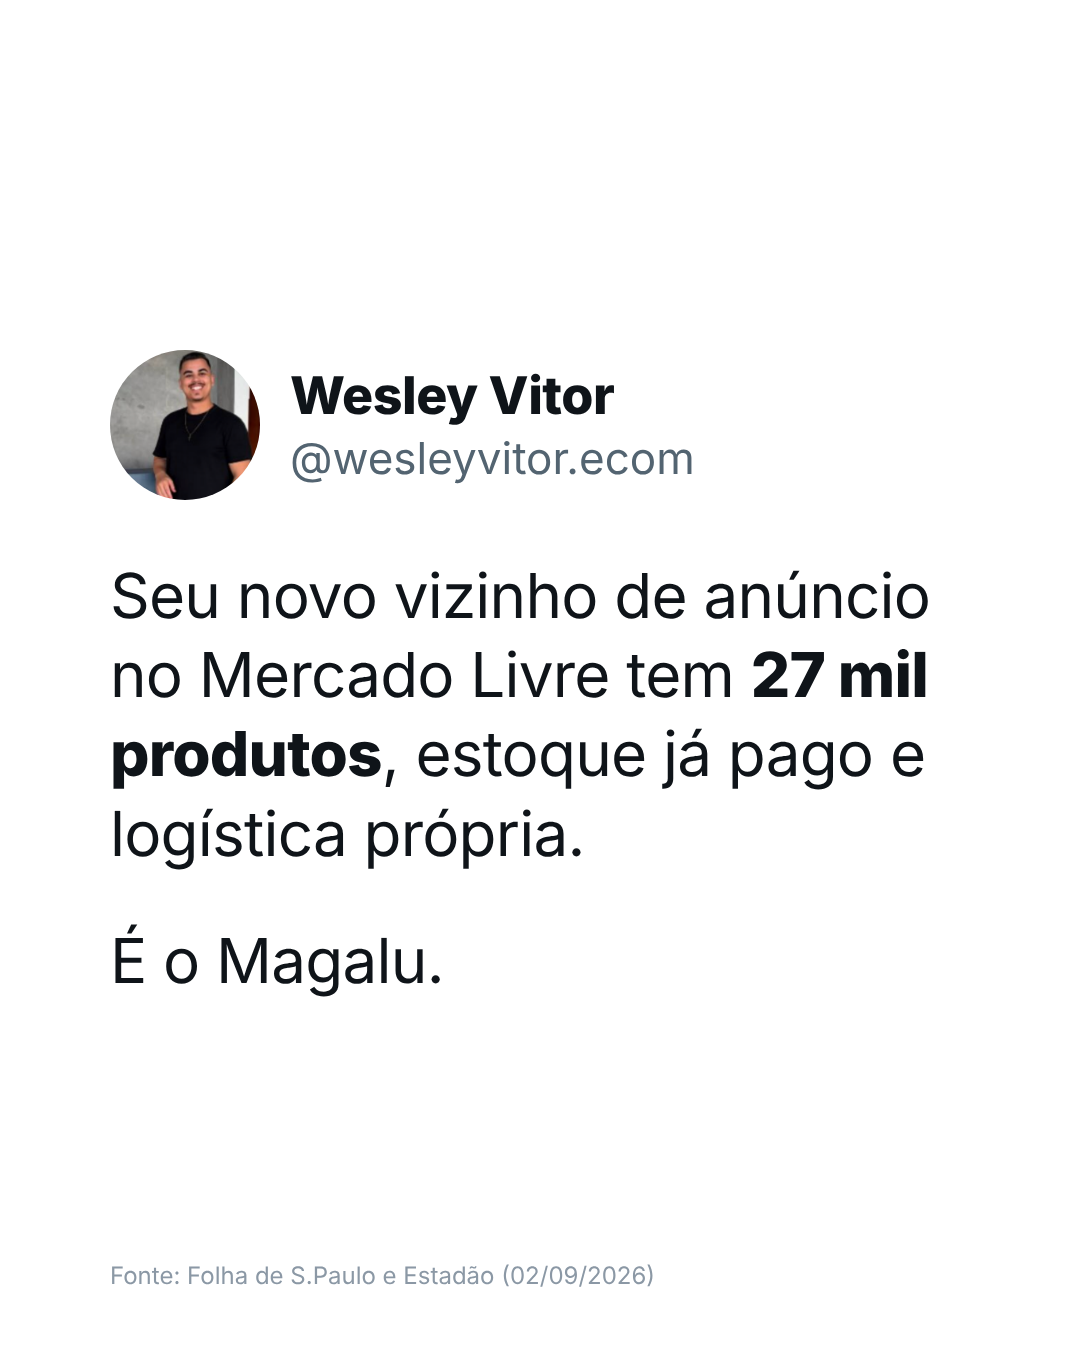 Wesley Vitor
@wesleyvitor.ecom
Seu novo vizinho de anúncio
no Mercado Livre tem 27 mil
produtos, estoque já pago e
logística própria.
É o Magalu.
Fonte: Folha de S.Paulo e Estadão (02/09/2026)